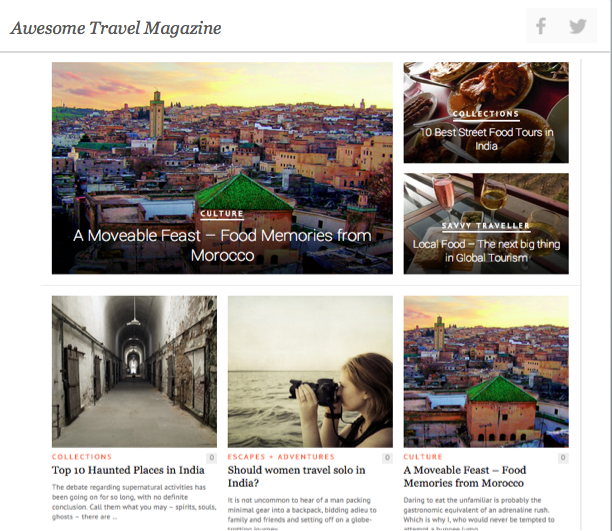 Awesome Travel Magazine
CULTURE
A Moveable Feast – Food Memories from
Morocco
COLLECTIONS
10 Best Street Food Tours in
India
SAVVY TRAVELLER
Local Food – The next big thing
in Global Tourism
COLLECTIONS 0
Top 10 Haunted Places in India
The debate regarding supernatural activities has
been going on for so long, with no definite
conclusion. Call them what you may – spirits, souls,
ghosts – there are ...
ESCAPES + ADVENTURES 0
Should women travel solo in
India?
It is not uncommon to hear of a man packing
minimal gear into a backpack, bidding adieu to
family and friends and setting off on a globe-
trotting journey
CULTURE 0
A Moveable Feast – Food
Memories from Morocco
Daring to eat the unfamiliar is probably the
gastronomic equivalent of an adrenaline rush.
Which is why I, who would never be tempted to
attempt a bungee jump